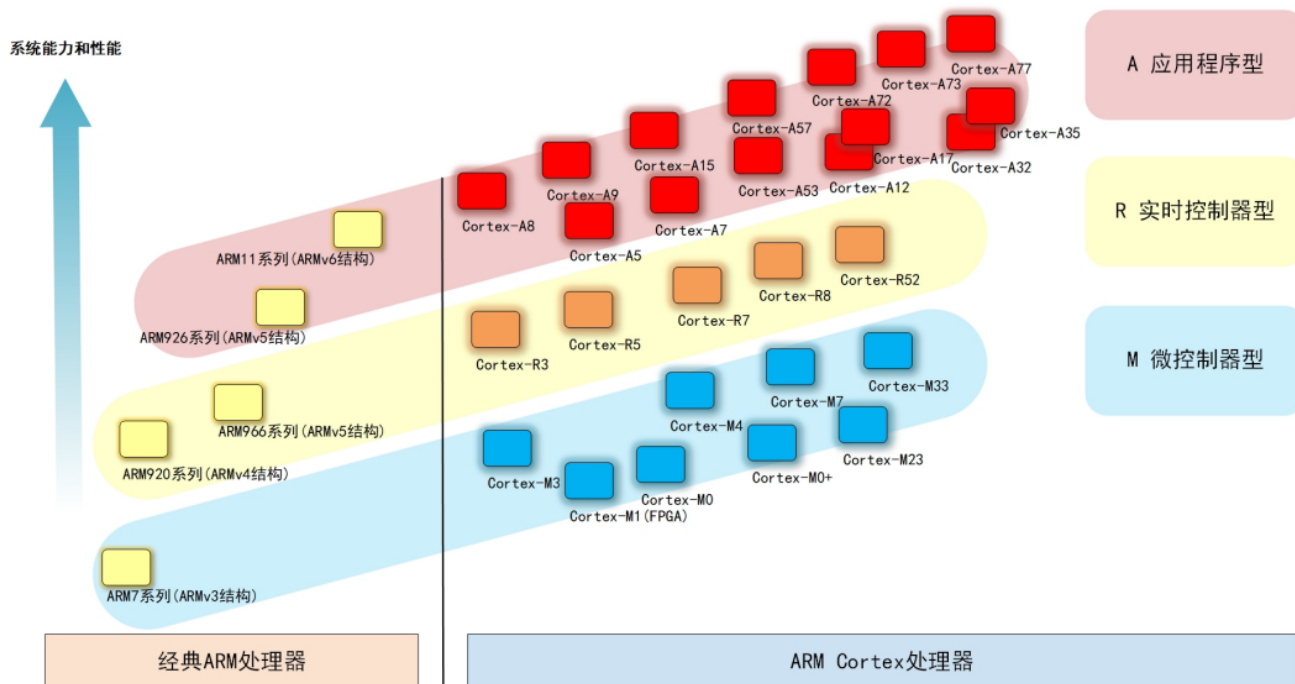 系统能力和性能
A 应用程序型
R 实时控制器型
M 微控制器型
Cortex-A77
Cortex-A73
Cortex-A72
Cortex-A57
Cortex-A15
Cortex-A9
Cortex-A8
Cortex-A35
Cortex-A32
Cortex-A17
Cortex-A12
Cortex-A53
Cortex-A7
Cortex-A5
ARM11系列(ARMv6结构)
ARM926系列(ARMv5结构)
Cortex-R52
Cortex-R8
Cortex-R7
Cortex-R5
Cortex-R3
ARM966系列(ARMv5结构)
ARM920系列(ARMv4结构)
Cortex-M33
Cortex-M7
Cortex-M4
Cortex-M3
Cortex-M23
Cortex-M0+
Cortex-M0
Cortex-M1(FPGA)
ARM7系列(ARMv3结构)
经典ARM处理器
ARM Cortex处理器